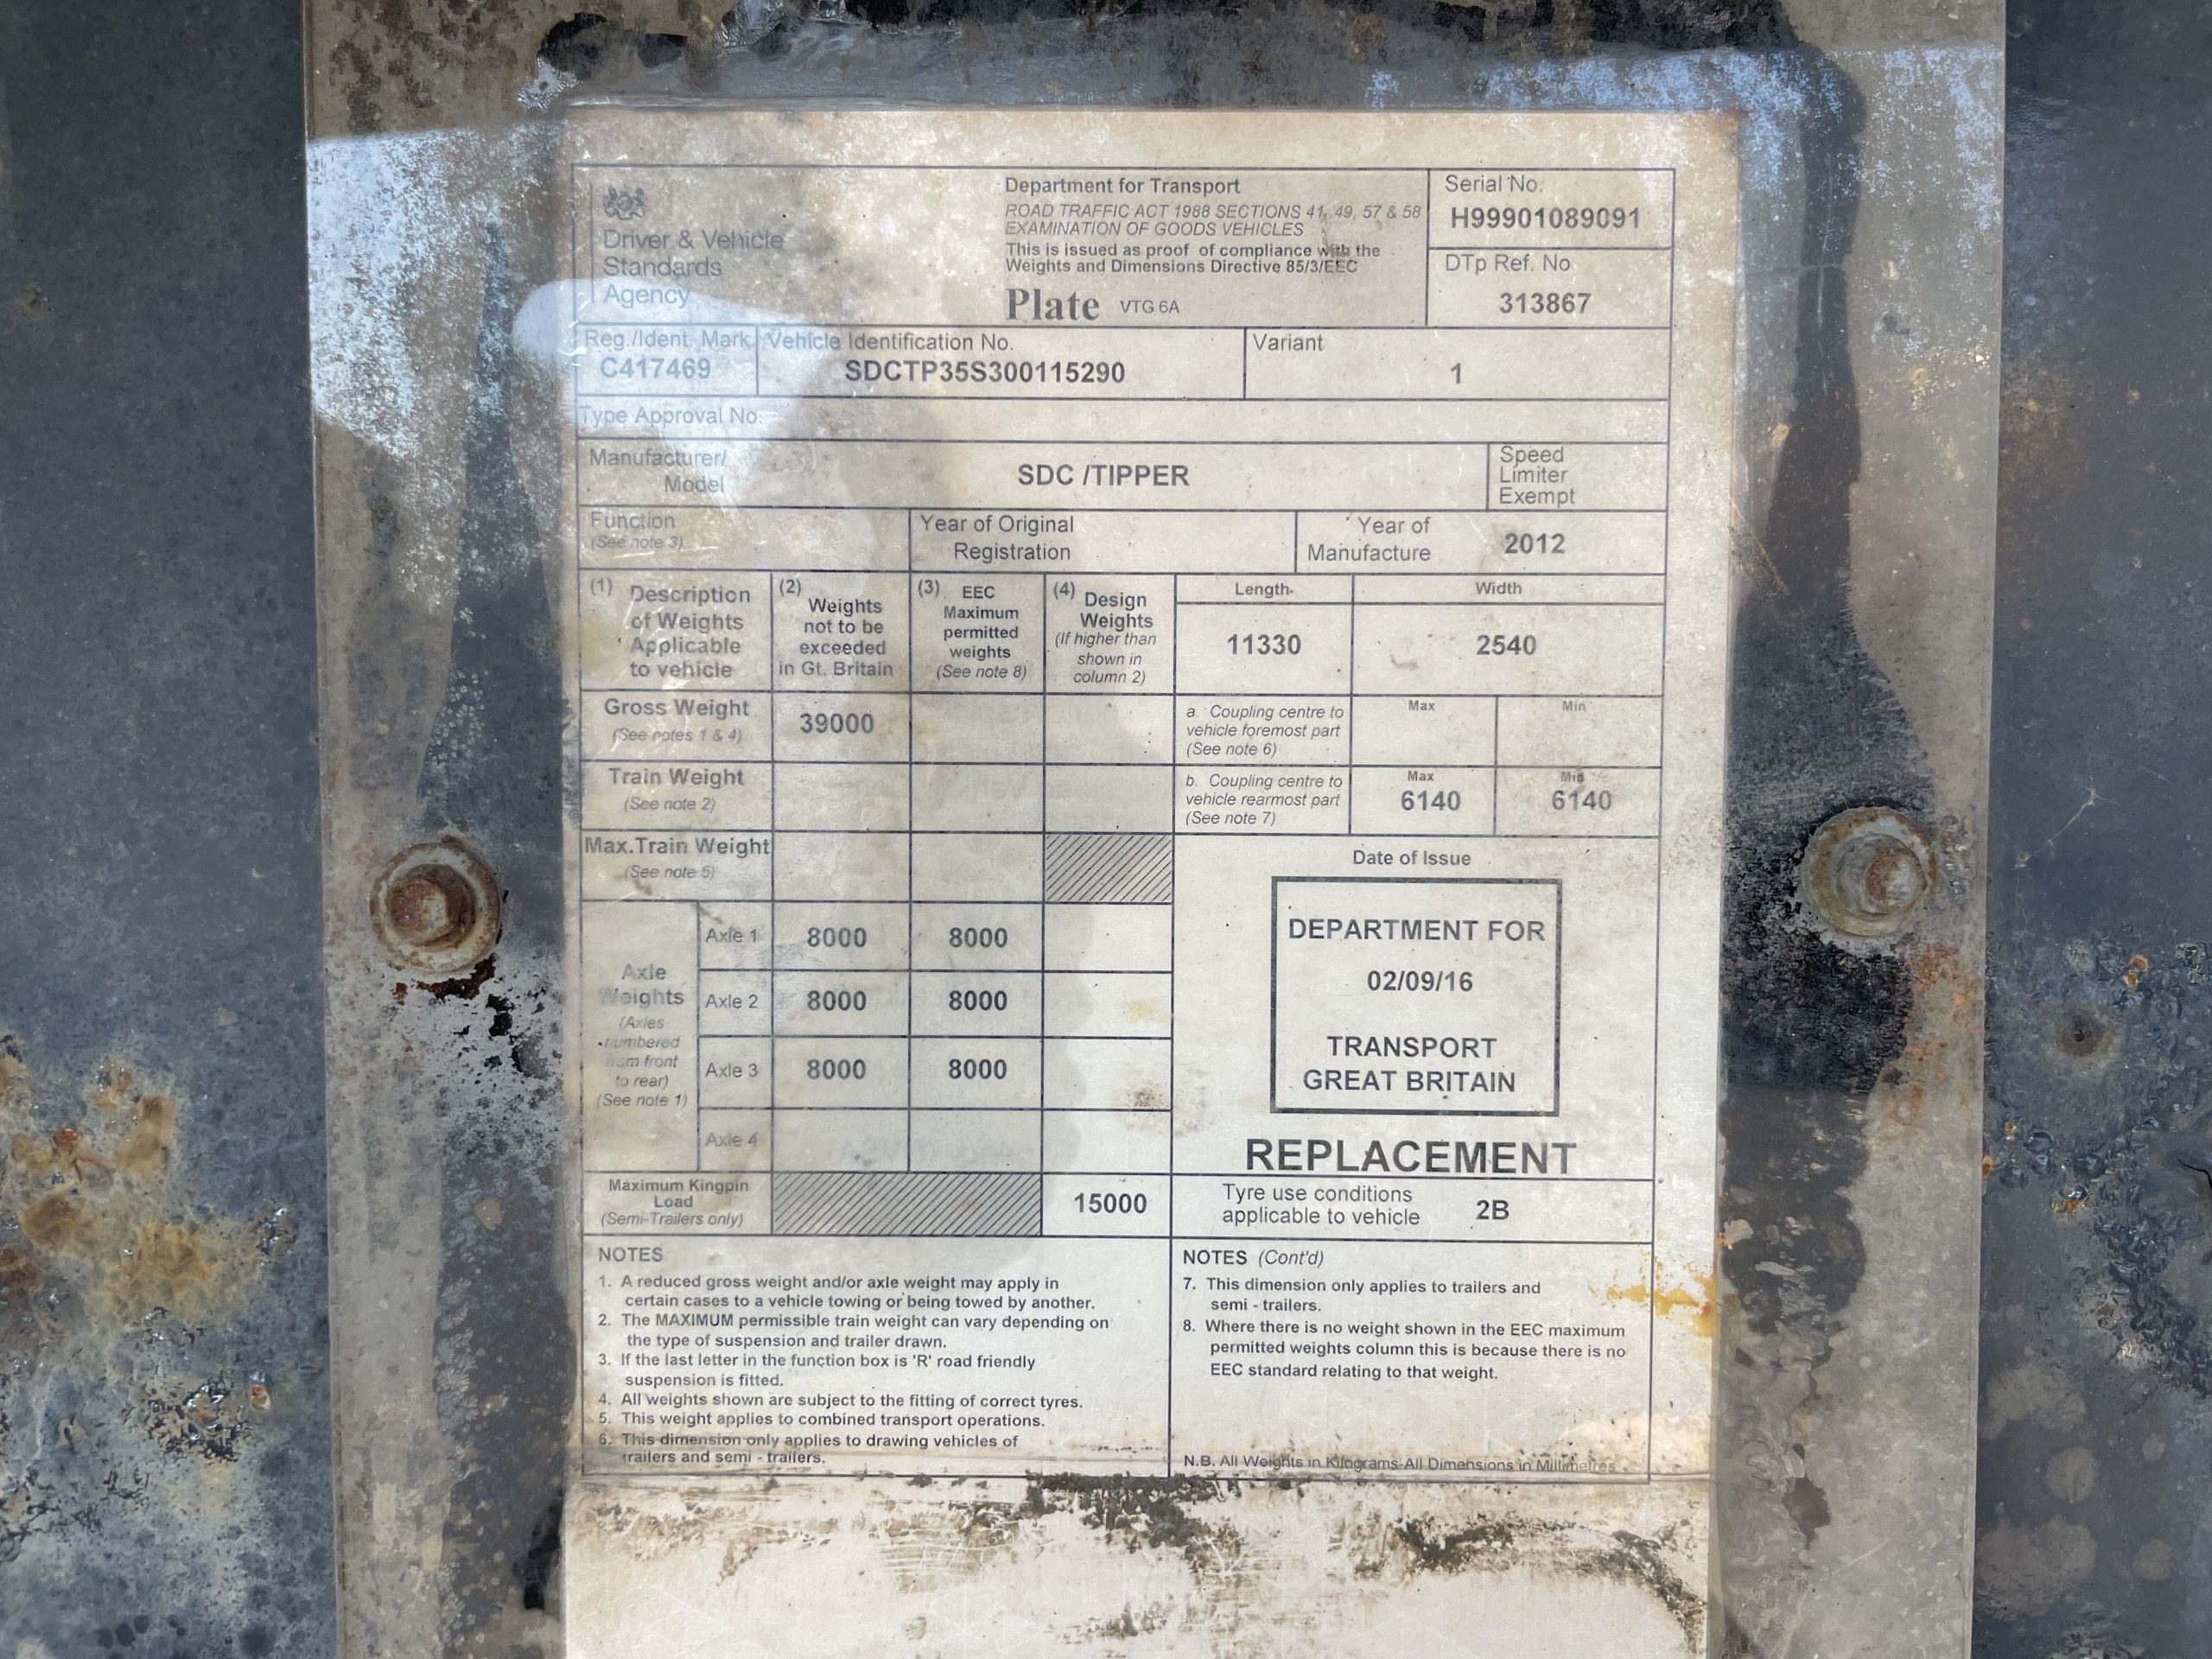 Driver & Vehicle
Standards
Agency
Department for Transport
ROAD TRAFFIC ACT 1988 SECTIONS 41, 49, 57 & 58
EXAMINATION OF GOODS VEHICLES
This is issued as proof of compliance with the
Weights and Dimensions Directive 85/3/EEC
Plate VTG 6A
Serial No.
H99901089091
DTp Ref. No
313867
Reg./Ident. Mark
C417469
Vehicle Identification No.
SDCTP35S300115290
Variant
1
Type Approval No.
Manufacturer/
Model
SDC /TIPPER
Speed
Limiter
Exempt
Function
(See note 3)
Year of Original
Registration
Year of
Manufacture
2012
(1) Description
of Weights
Applicable
to vehicle
(2) Weights
not to be
exceeded
in Gt. Britain
(3) EEC
Maximum
permitted
weights
(See note 8)
(4) Design
Weights
(If higher than
shown in
column 2)
Length
11330
Width
2540
Gross Weight
(See notes 1 & 4)
39000
a. Coupling centre to
vehicle foremost part
(See note 6)
Max
Min
Train Weight
(See note 2)
b. Coupling centre to
vehicle rearmost part
(See note 7)
Max
6140
Min
6140
Max.Train Weight
(See note 5)
Axle
Weights
(Axles
numbered
from front
to rear)
(See note 1)
Axle 1 8000 8000
Axle 2 8000 8000
Axle 3 8000 8000
Axle 4
Date of Issue
DEPARTMENT FOR
02/09/16
TRANSPORT
GREAT BRITAIN
REPLACEMENT
Maximum Kingpin
Load
(Semi-Trailers only)
15000
Tyre use conditions
applicable to vehicle
2B
NOTES
1. A reduced gross weight and/or axle weight may apply in
certain cases to a vehicle towing or being towed by another.
2. The MAXIMUM permissible train weight can vary depending on
the type of suspension and trailer drawn.
3. If the last letter in the function box is 'R' road friendly
suspension is fitted.
4. All weights shown are subject to the fitting of correct tyres.
5. This weight applies to combined transport operations.
6. This dimension only applies to drawing vehicles of
trailers and semi - trailers.
NOTES (Cont'd)
7. This dimension only applies to trailers and
semi - trailers.
8. Where there is no weight shown in the EEC maximum
permitted weights column this is because there is no
EEC standard relating to that weight.
N.B. All Weights in Kilograms-All Dimensions in Millimetres